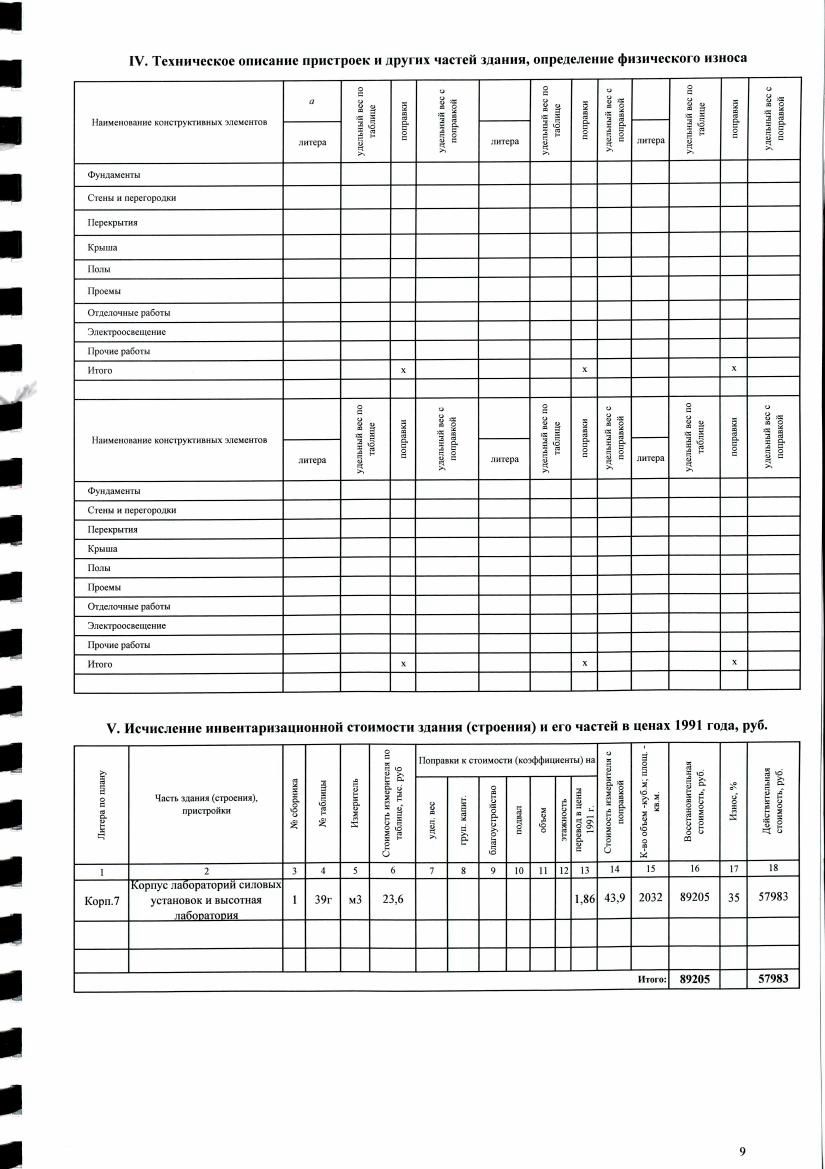 IV. Техническое описание пристроек и других частей здания, определение физического износа
Наименование конструктивных элементов
а
литера
удельный вес по таблице
поправки
удельный вес с поправкой
литера
удельный вес по таблице
поправки
удельный вес с поправкой
литера
удельный вес по таблице
поправки
удельный вес с поправкой
Фундаменты
Стены и перегородки
Перекрытия
Крыша
Полы
Проемы
Отделочные работы
Электроосвещение
Прочие работы
Итого х х х
Наименование конструктивных элементов
литера
удельный вес по таблице
поправки
удельный вес с поправкой
литера
удельный вес по таблице
поправки
удельный вес с поправкой
литера
удельный вес по таблице
поправки
удельный вес с поправкой
Фундаменты
Стены и перегородки
Перекрытия
Крыша
Полы
Проемы
Отделочные работы
Электроосвещение
Прочие работы
Итого х х х
V. Исчисление инвентаризационной стоимости здания (строения) и его частей в ценах 1991 года, руб.
Литера по плану
Часть здания (строения),
пристройки
№ сборника
№ таблицы
Измеритель
Стоимость измерителя по таблице, тыс. руб
Поправки к стоимости (коэффициенты) на
удел. вес
груп. капит.
благоустройство
подвал
объем
этажность
перевод в цены 1991 г.
Стоимость измерителя с поправкой
К-во объем -куб.м; площ. - кв.м.
Восстановительная стоимость, руб.
Износ, %
Действительная стоимость, руб.
1 2 3 4 5 6 7 8 9 10 11 12 13 14 15 16 17 18
Корпус лабораторий силовых
Корп.7 установок и высотная 1 39г м3 23,6 1,86 43,9 2032 89205 35 57983
лаборатория
Итого: 89205 57983
9